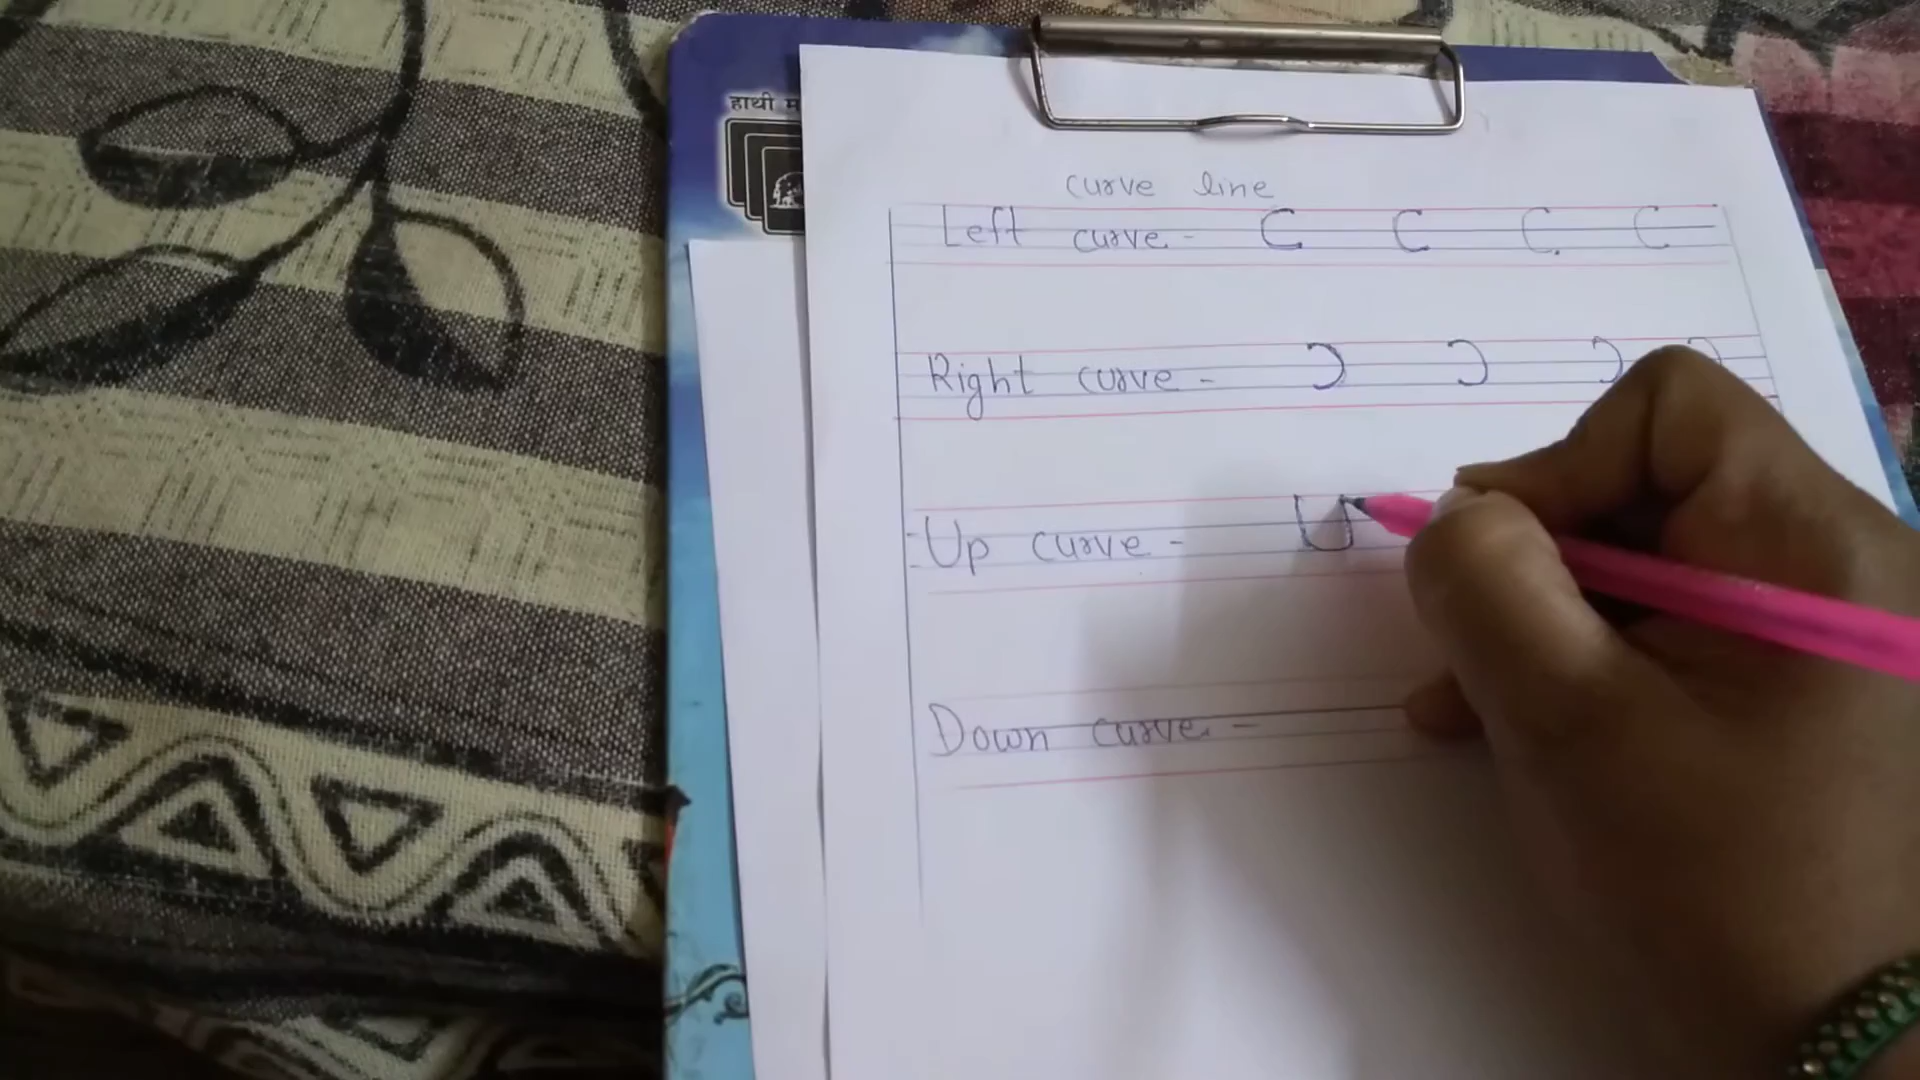 हाथी म
curve line
Left curve - C C C. C
Right curve -
Up curve - U
Down curve -